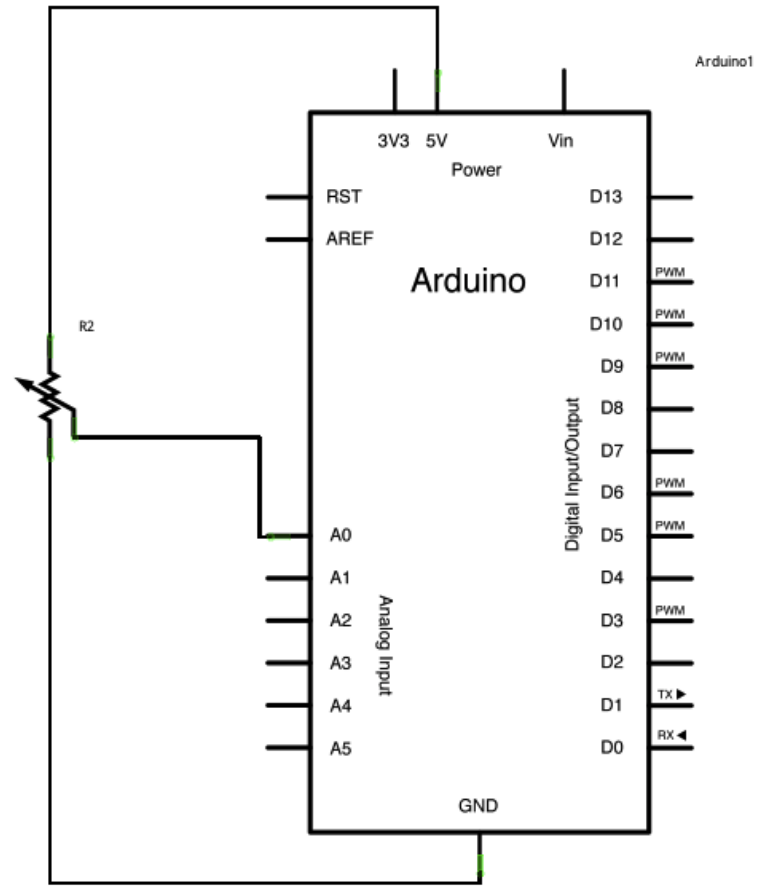 Arduino1
3V3 5V Vin
Power
RST D13
AREF D12
Arduino
D11 PWM
D10 PWM
R2
D9 PWM
D8
Digital Input/Output
D7
D6 PWM
A0 D5 PWM
A1 D4
Analog Input
A2 D3 PWM
A3 D2
A4 D1 TX ▶
A5 D0 RX ◀
GND